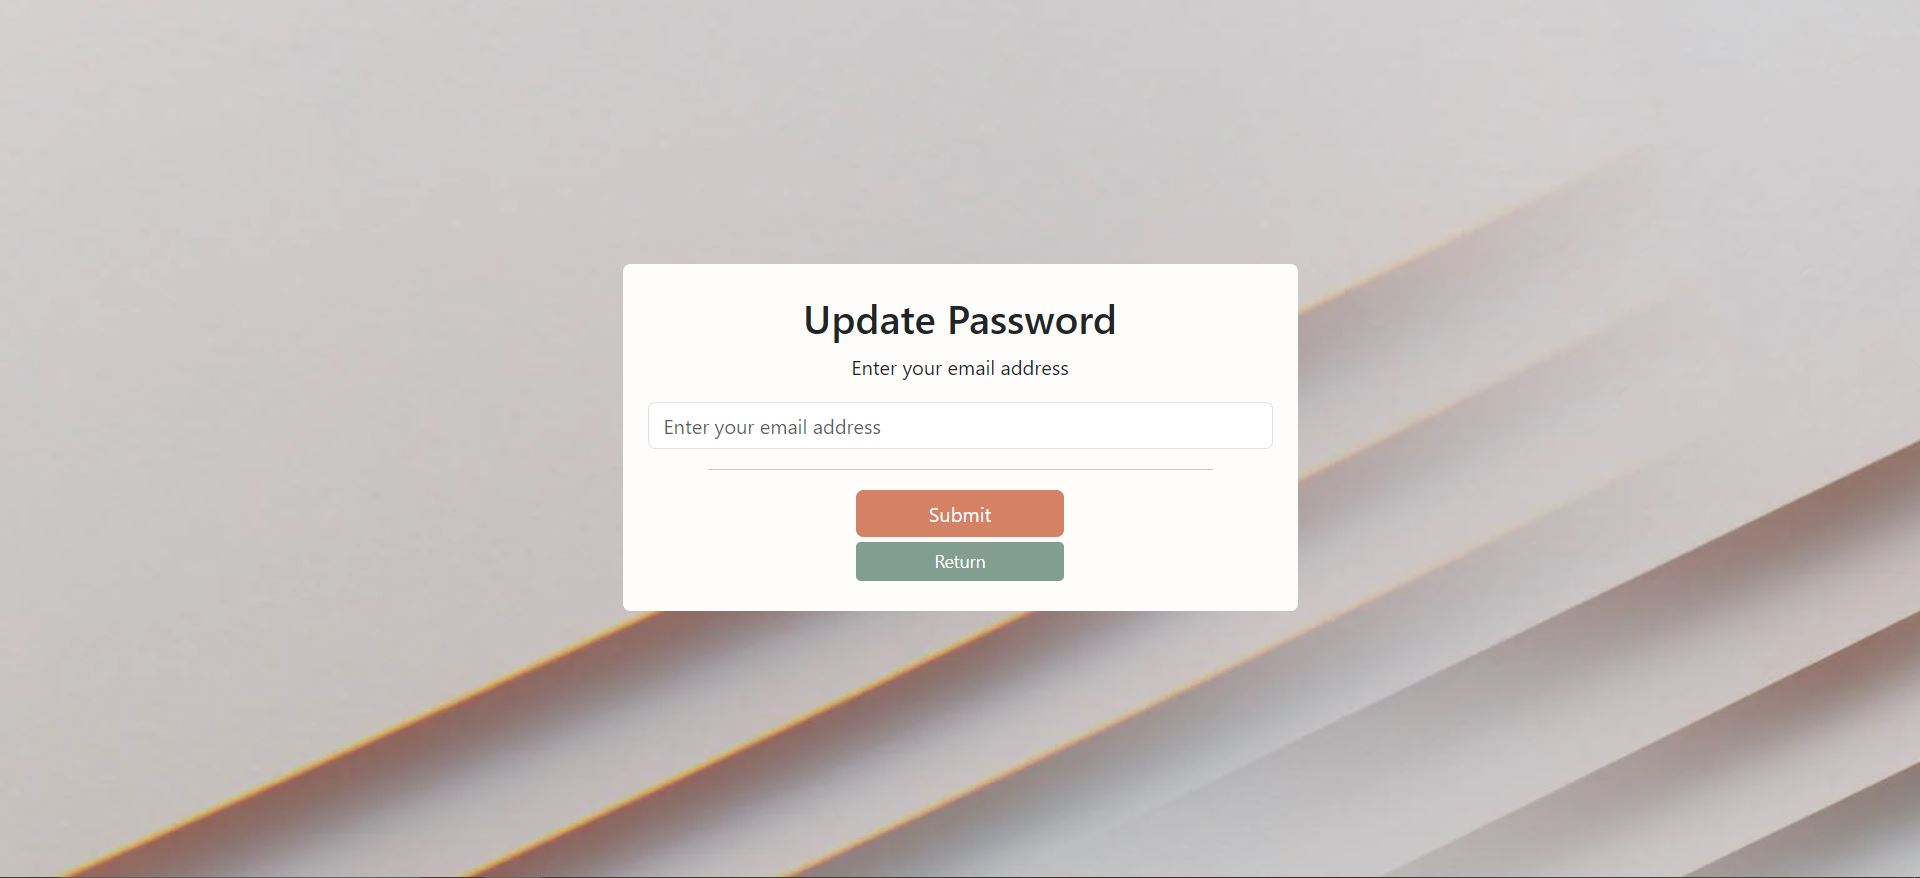 Update Password
Enter your email address
Enter your email address
Submit
Return